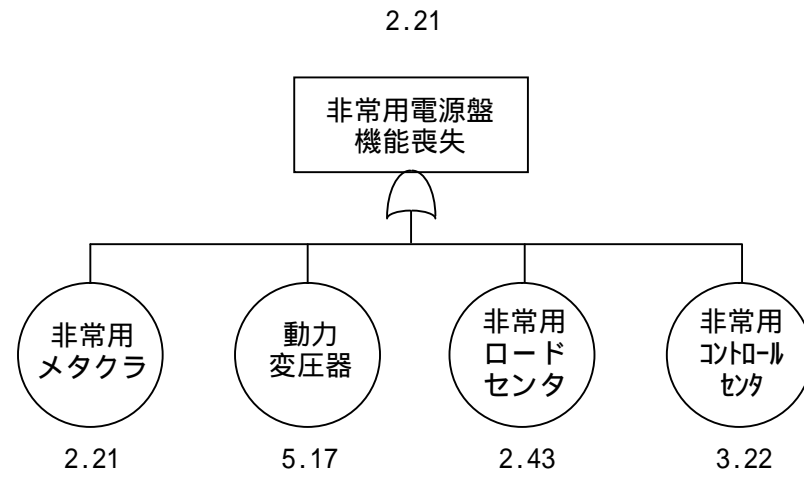 2.21
非常用電源盤
機能喪失
非常用
メタクラ
動力
変圧器
非常用
ロード
センタ
非常用
コントロール
センタ
2.21
5.17
2.43
3.22